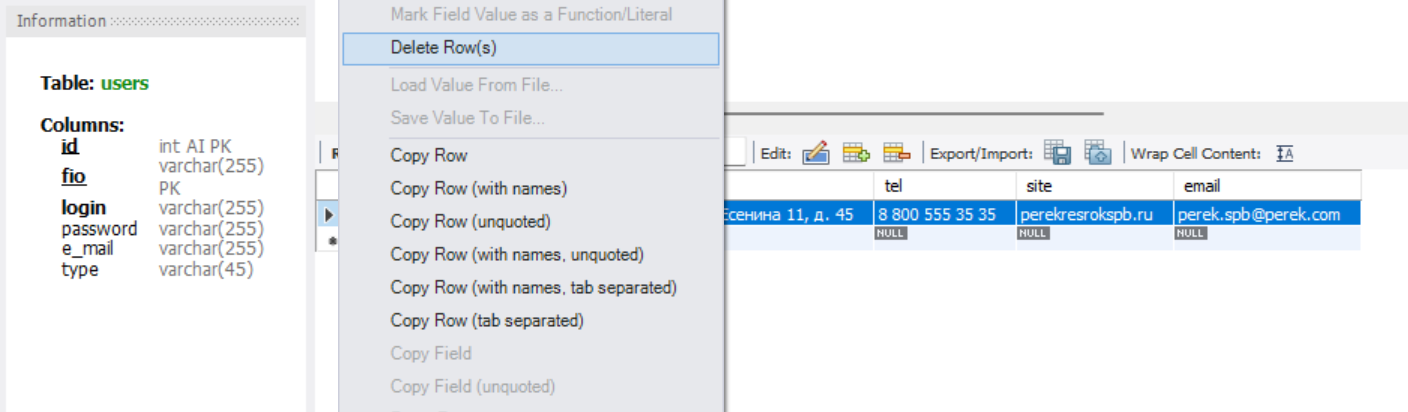 Information
Table: users
Columns:
id int AI PK
fio varchar(255) PK
login varchar(255)
password varchar(255)
e_mail varchar(255)
type varchar(45)
Mark Field Value as a Function/Literal
Delete Row(s)
Load Value From File...
Save Value To File...
Copy Row
Copy Row (with names)
Copy Row (unquoted)
Copy Row (with names, unquoted)
Copy Row (with names, tab separated)
Copy Row (tab separated)
Copy Field
Copy Field (unquoted)
Edit: Export/Import: Wrap Cell Content:
tel site email
Есенина 11, д. 45 8 800 555 35 35 perekresrokspb.ru perek.spb@perek.com
NULL NULL NULL